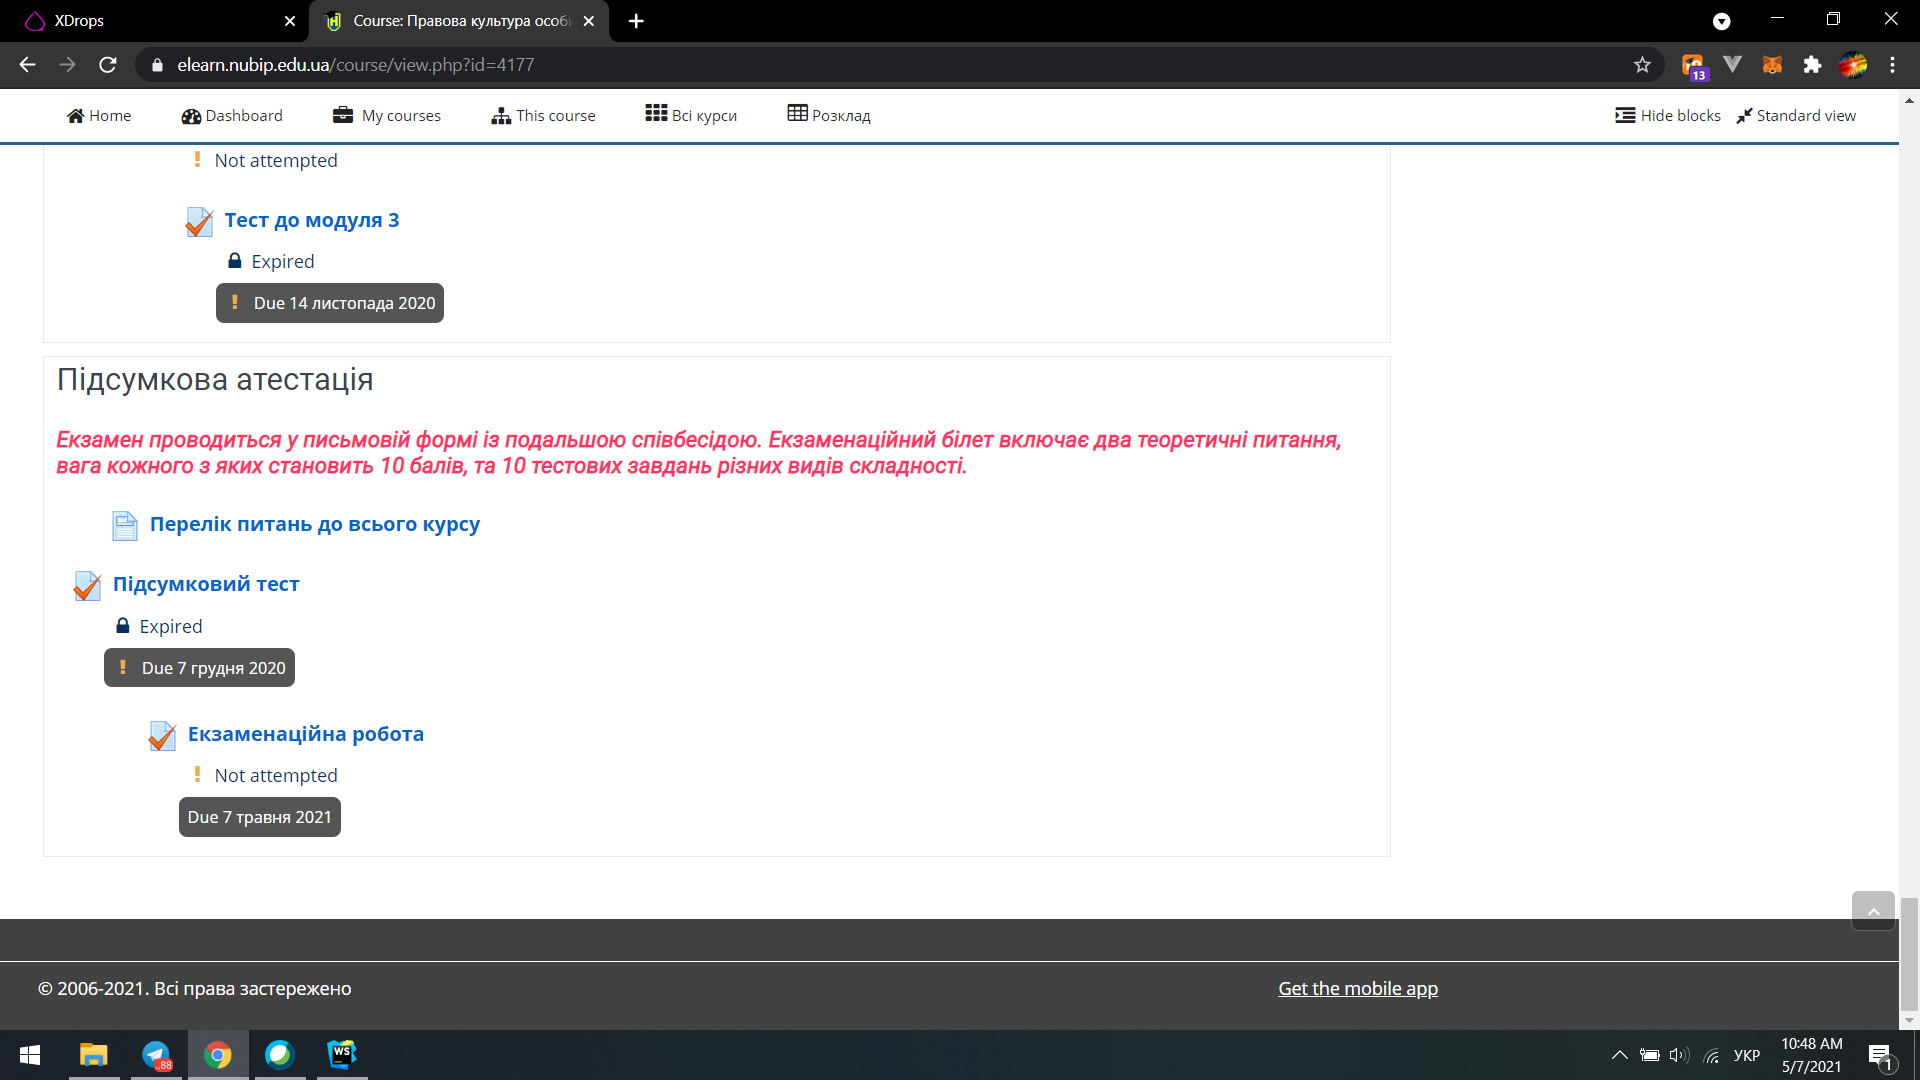 XDrops
Course: Правова культура особи
elearn.nubip.edu.ua/course/view.php?id=4177
13
Home
Dashboard
My courses
This course
Всі курси
Розклад
Hide blocks
Standard view
Not attempted
Тест до модуля 3
Expired
Due 14 листопада 2020
Підсумкова атестація
Екзамен проводиться у письмовій формі із подальшою співбесідою. Екзаменаційний білет включає два теоретичні питання,
вага кожного з яких становить 10 балів, та 10 тестових завдань різних видів складності.
Перелік питань до всього курсу
Підсумковий тест
Expired
Due 7 грудня 2020
Екзаменаційна робота
Not attempted
Due 7 травня 2021
© 2006-2021. Всі права застережено
Get the mobile app
..88
WS
УКР
10:48 AM
5/7/2021
1